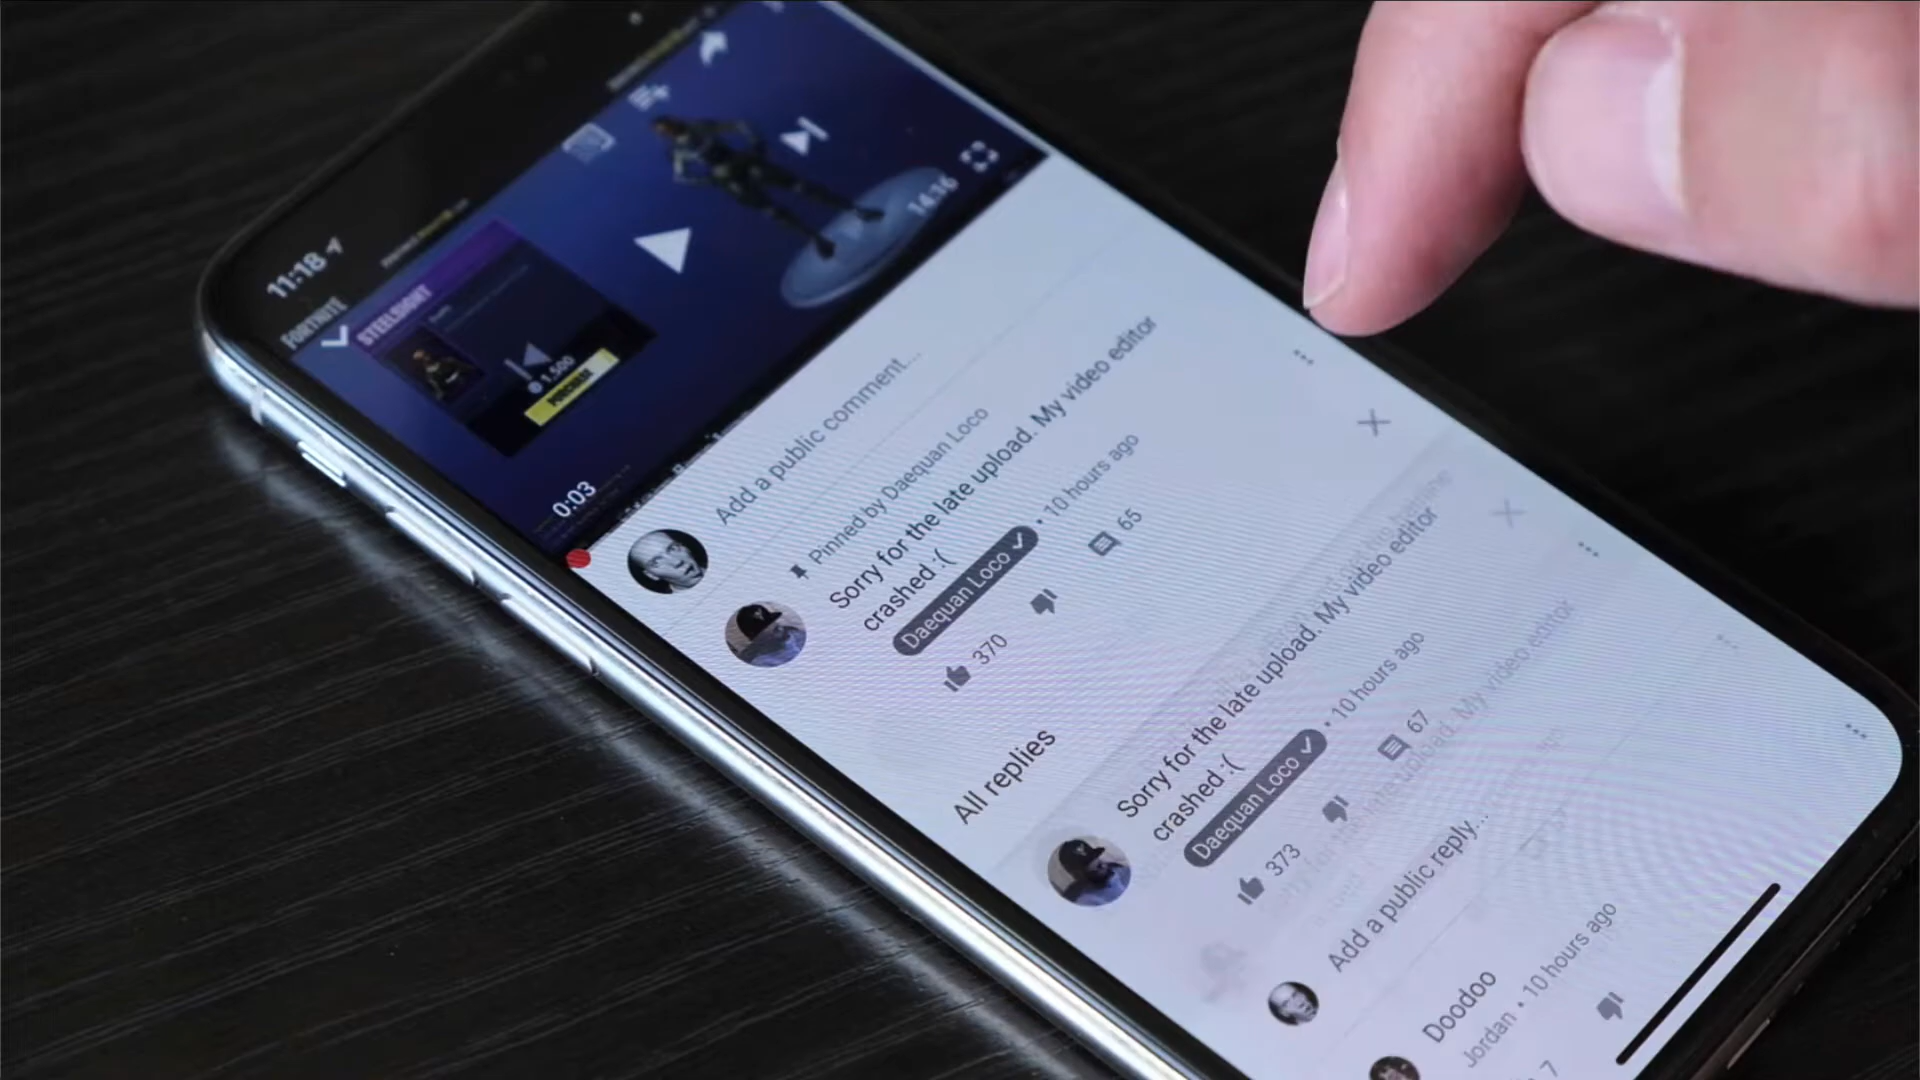 11:18
FORTNITE
STEELSIGHT
1,500
PURCHASE
0:03
14:16
Add a public comment...
Pinned by Daequan Loco
Sorry for the late upload. My video editor
crashed :(
Daequan Loco ✓ • 10 hours ago
370
65
All replies
Sorry for the late upload. My video editor
crashed :(
Daequan Loco ✓ • 10 hours ago
373
67
Add a public reply...
Doodoo
Jordan • 10 hours ago
7